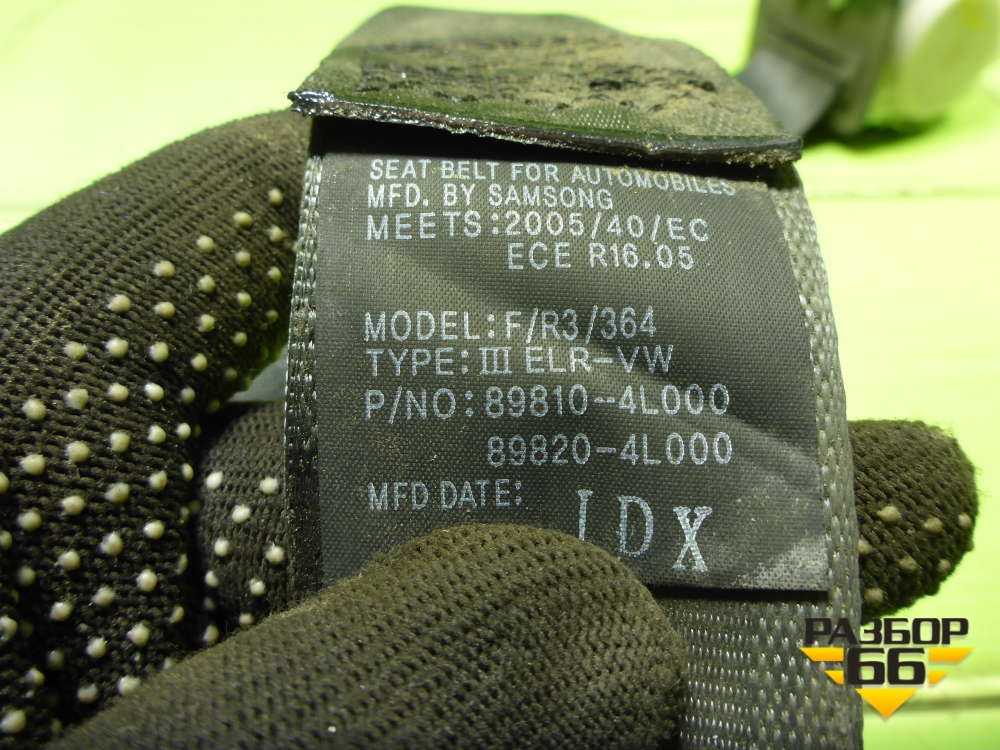 SEAT BELT FOR AUTOMOBILES
MFD. BY SAMSONG
MEETS:2005/40/EC
ECE R16.05
MODEL:F/R3/364
TYPE:III ELR-VW
P/NO:89810-4L000
89820-4L000
MFD DATE:
DX
РАЗБОР
66